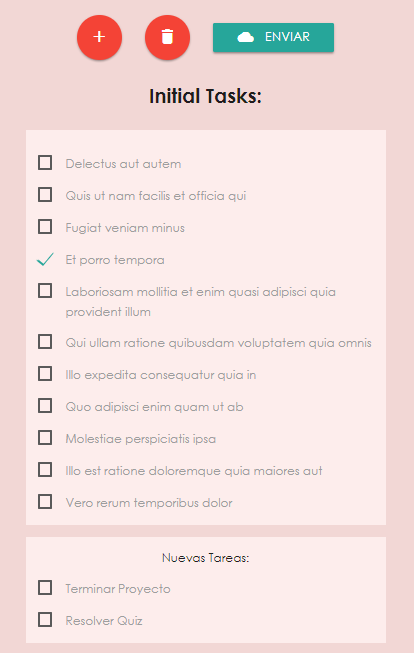 ENVIAR
Initial Tasks:
Delectus aut autem
Quis ut nam facilis et officia qui
Fugiat veniam minus
Et porro tempora
Laboriosam mollitia et enim quasi adipisci quia
provident illum
Qui ullam ratione quibusdam voluptatem quia omnis
Illo expedita consequatur quia in
Quo adipisci enim quam ut ab
Molestiae perspiciatis ipsa
Illo est ratione doloremque quia maiores aut
Vero rerum temporibus dolor
Nuevas Tareas:
Terminar Proyecto
Resolver Quiz